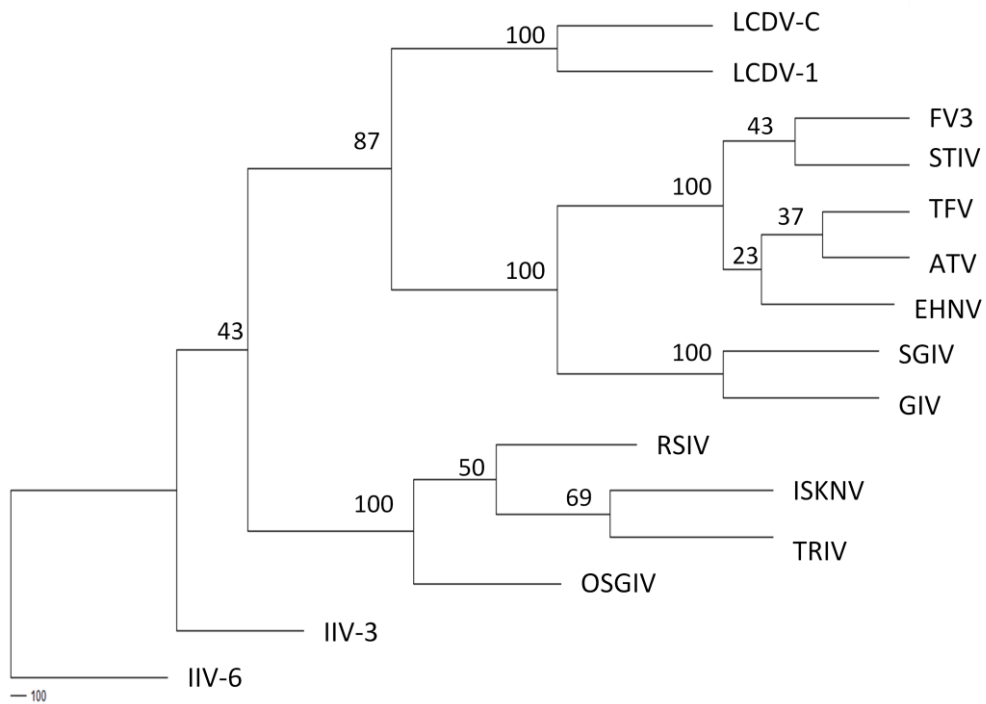 LCDV-C
100
LCDV-1
FV3
43
87
STIV
100
TFV
37
ATV
23
100
EHNV
43
SGIV
100
GIV
RSIV
50
ISKNV
69
100
TRIV
OSGIV
IIV-3
IIV-6
100